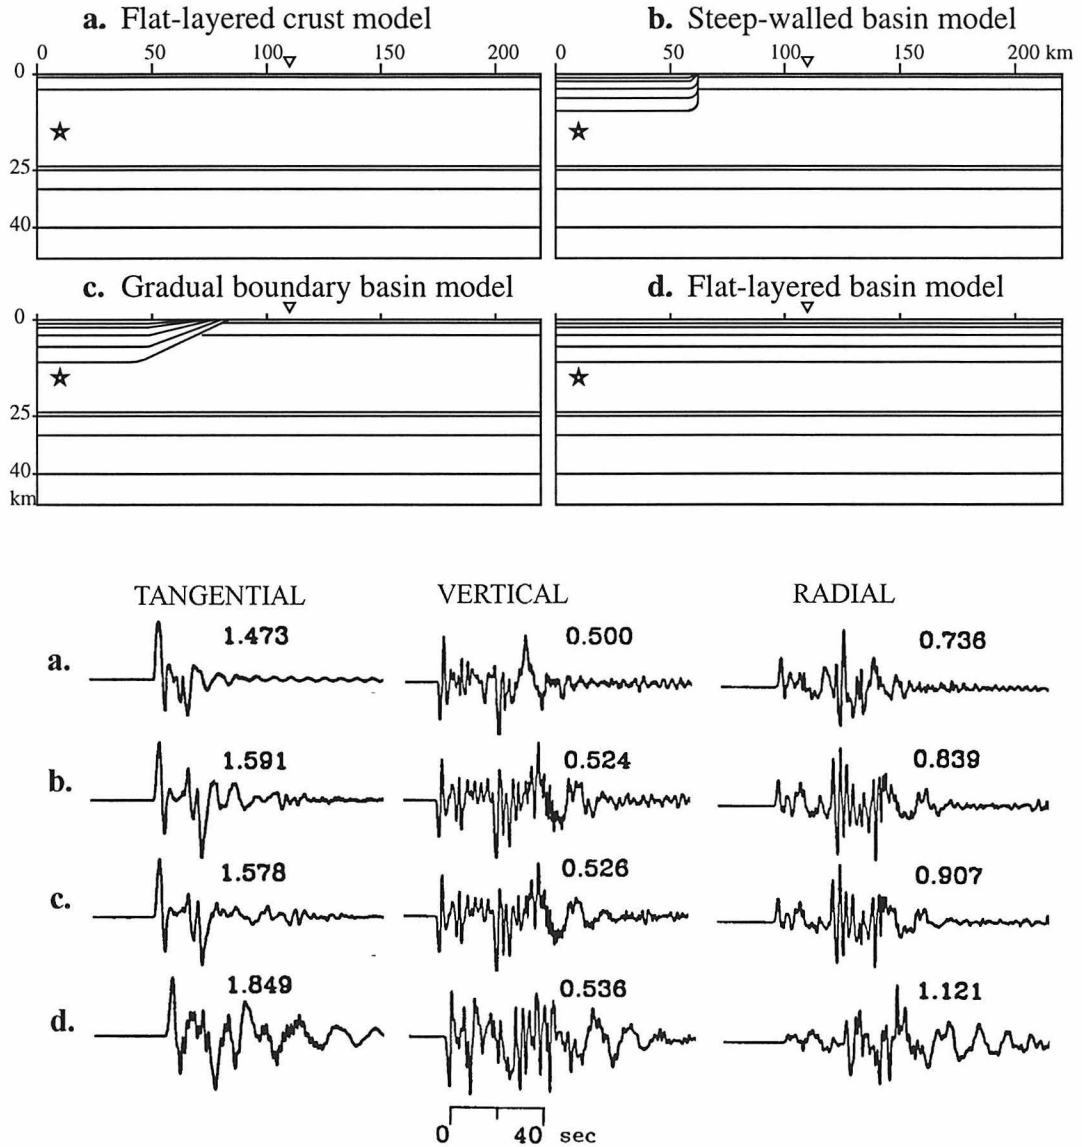 a. Flat-layered crust model
b. Steep-walled basin model
0 50 100 150 200
0 50 100 150 200 km
0
25
40
c. Gradual boundary basin model
d. Flat-layered basin model
0
25
40
km
TANGENTIAL VERTICAL RADIAL
a. 1.473 0.500 0.736
b. 1.591 0.524 0.839
c. 1.578 0.526 0.907
d. 1.849 0.536 1.121
0 40 sec